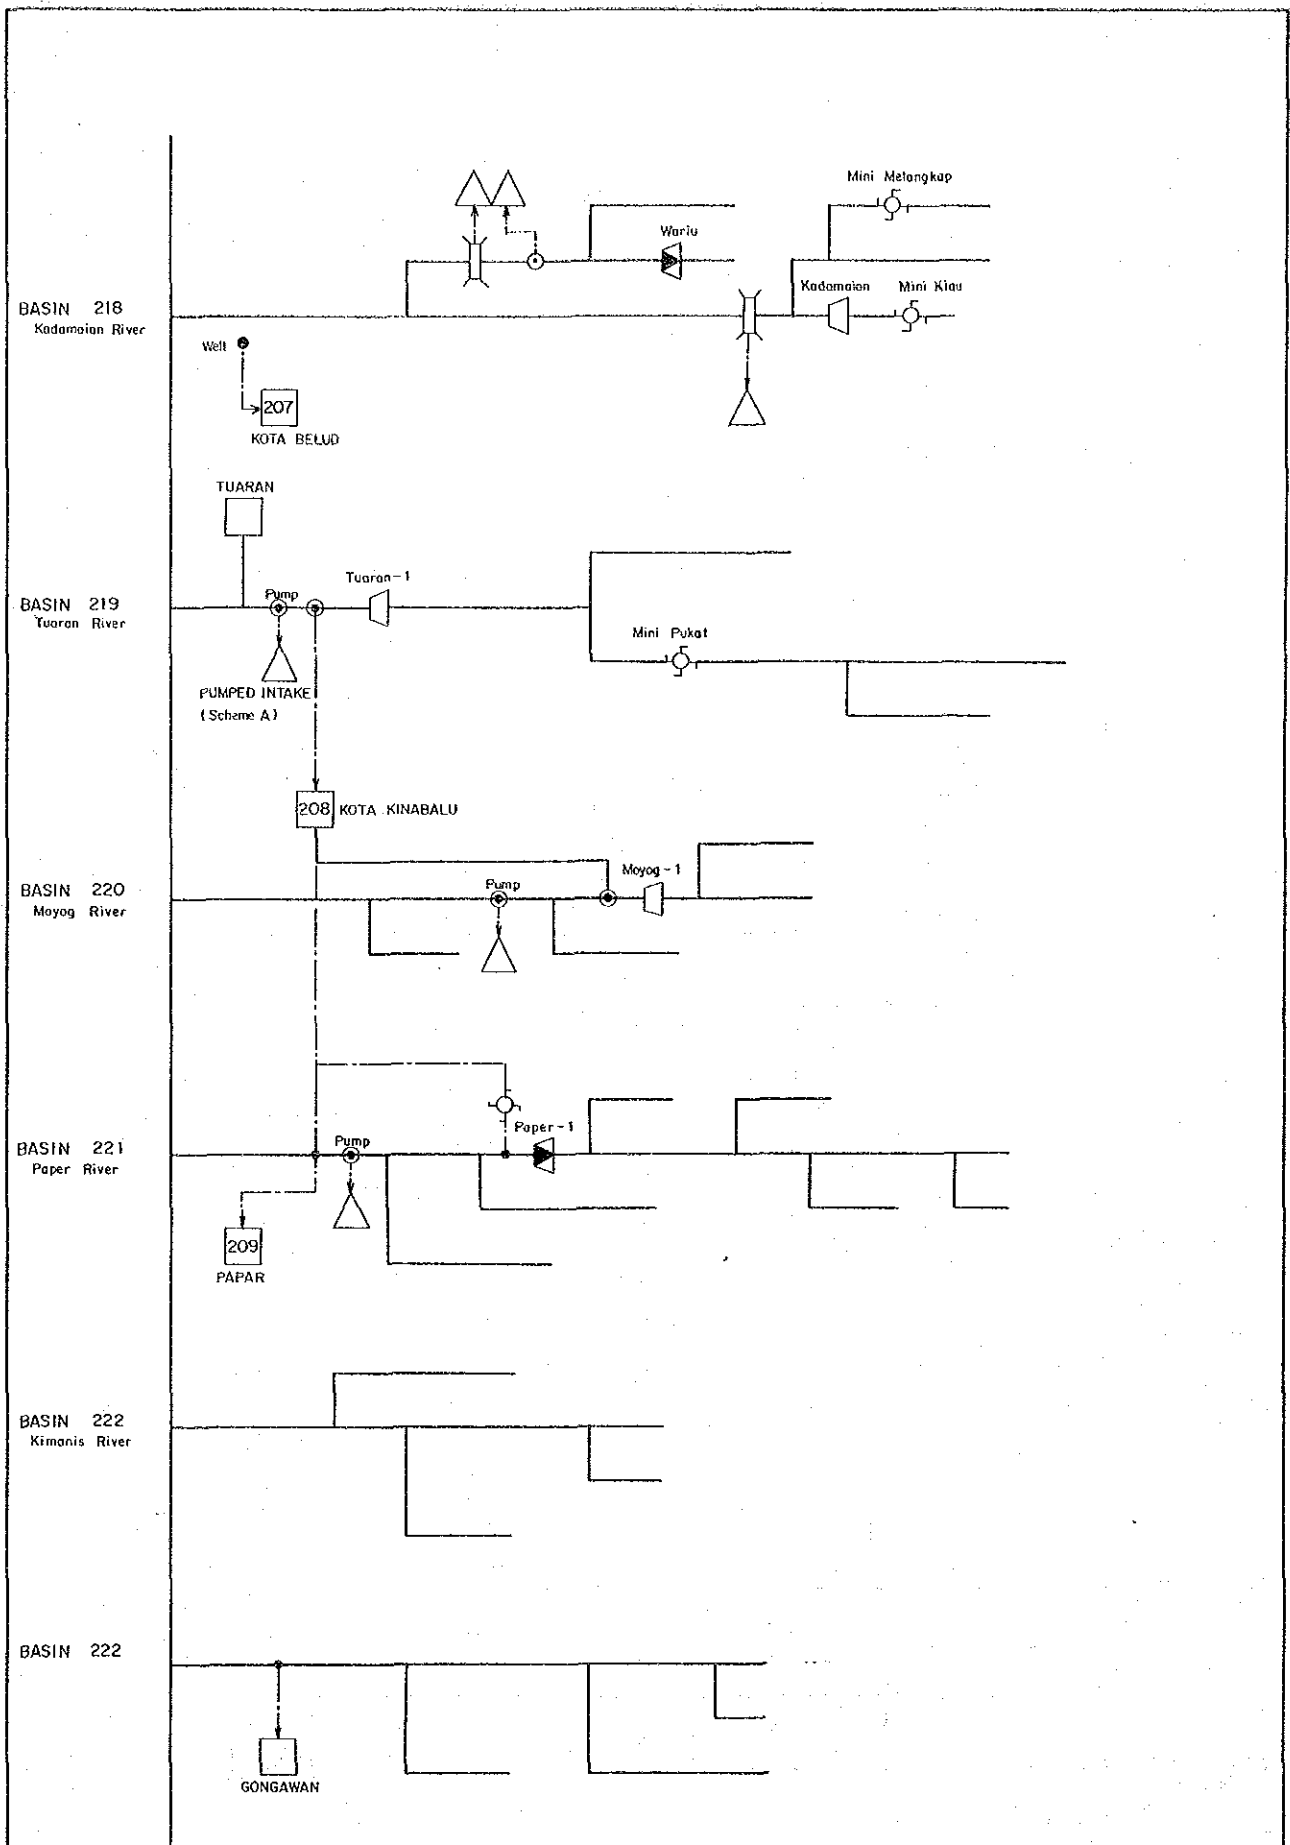 Mini Metangkap
Wariu
Kadamaian
Mini Kiau
BASIN 218
Kadamaian River
Well
207
KOTA BELUD
TUARAN
Tuaran-1
Pump
BASIN 219
Tuaran River
Mini Pukat
PUMPED INTAKE
(Scheme A)
208 KOTA KINABALU
Moyog-1
Pump
BASIN 220
Moyog River
Paper-1
Pump
BASIN 221
Paper River
209
PAPAR
BASIN 222
Kimanis River
BASIN 222
GONGAWAN